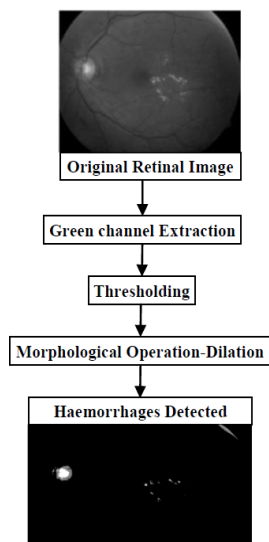 Original Retinal Image
Green channel Extraction
Thresholding
Morphological Operation-Dilation
Haemorrhages Detected